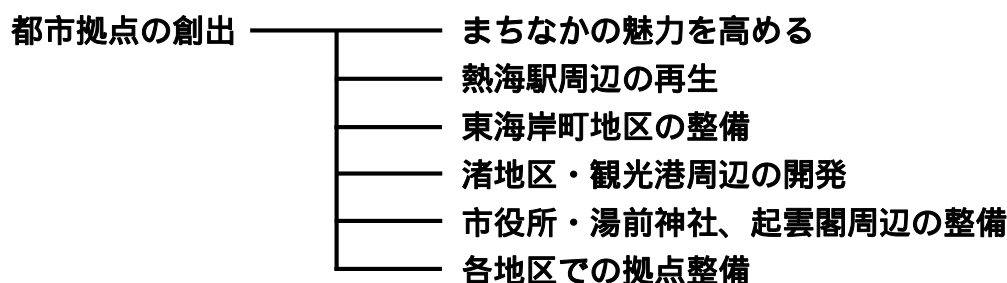 都市拠点の創出
まちなかの魅力を高める
熱海駅周辺の再生
東海岸町地区の整備
渚地区・観光港周辺の開発
市役所・湯前神社、起雲閣周辺の整備
各地区での拠点整備